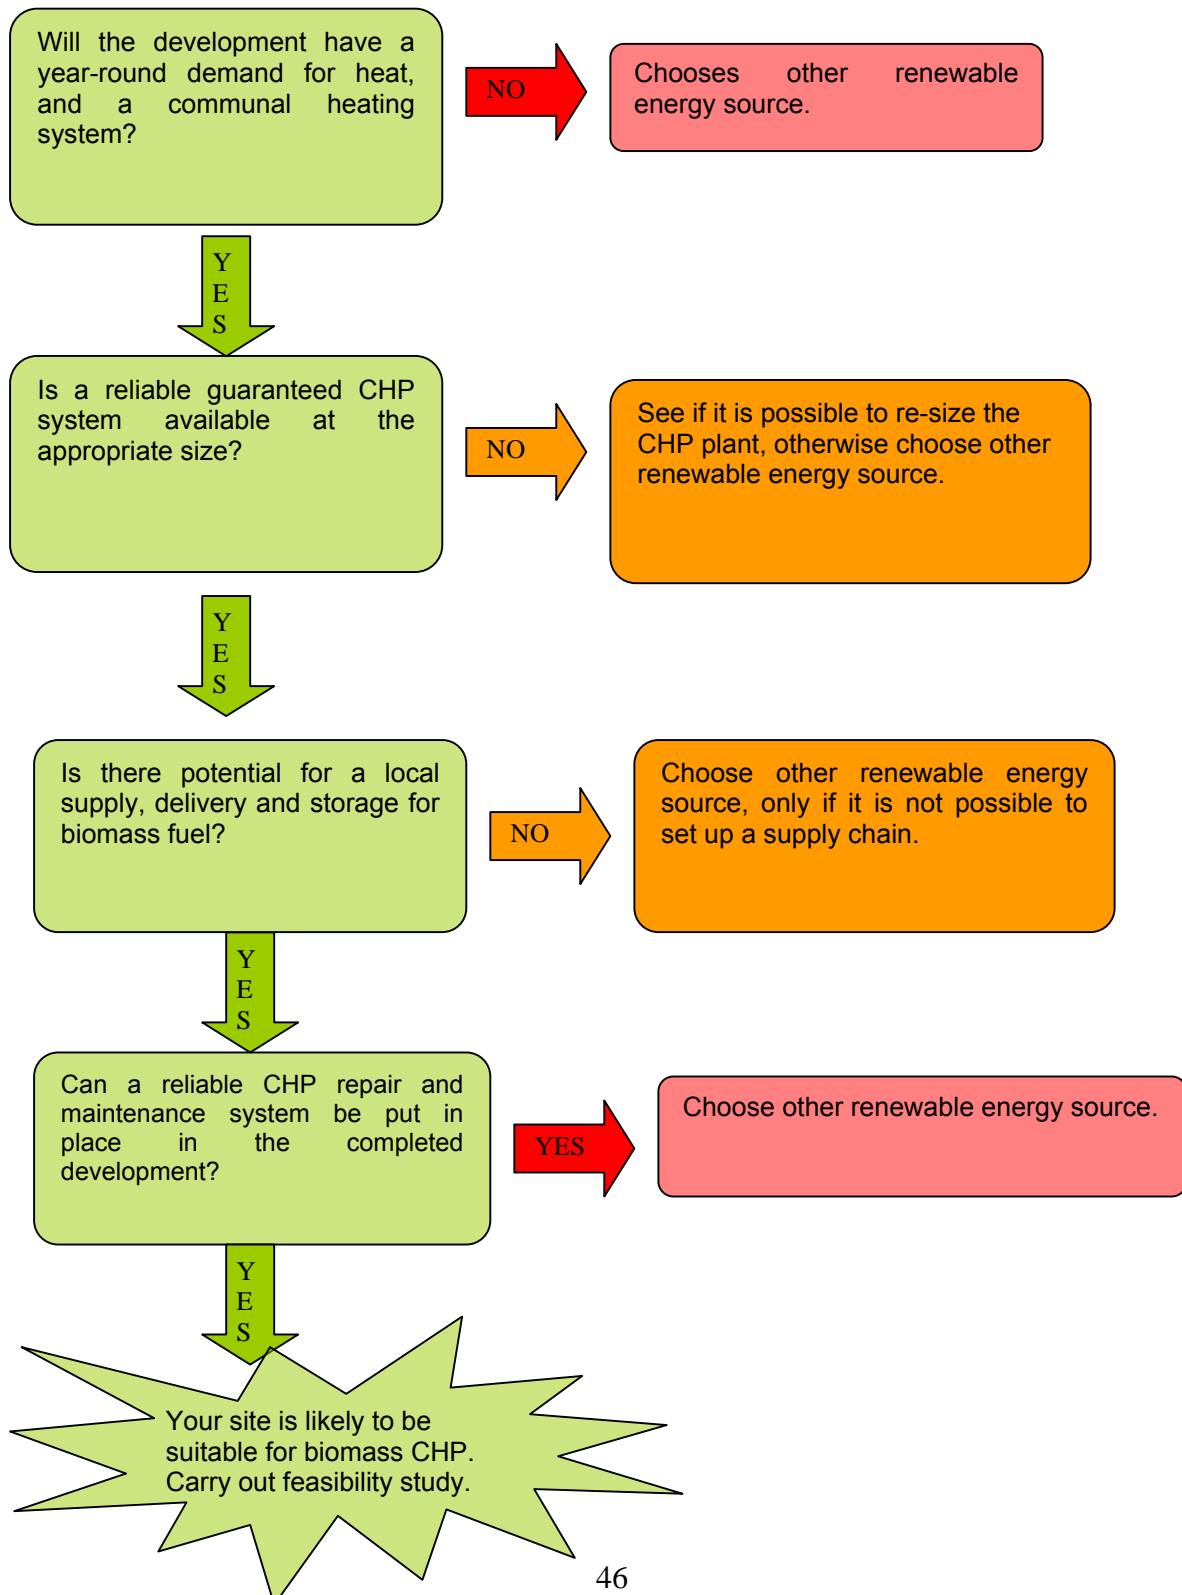 Will the development have a
year-round demand for heat,
and a communal heating
system?
NO
Chooses other renewable
energy source.
Y
E
S
Is a reliable guaranteed CHP
system available at the
appropriate size?
NO
See if it is possible to re-size the
CHP plant, otherwise choose other
renewable energy source.
Y
E
S
Is there potential for a local
supply, delivery and storage for
biomass fuel?
NO
Choose other renewable energy
source, only if it is not possible to
set up a supply chain.
Y
E
S
Can a reliable CHP repair and
maintenance system be put in
place in the completed
development?
YES
Choose other renewable energy source.
Y
E
S
Your site is likely to be
suitable for biomass CHP.
Carry out feasibility study.
46